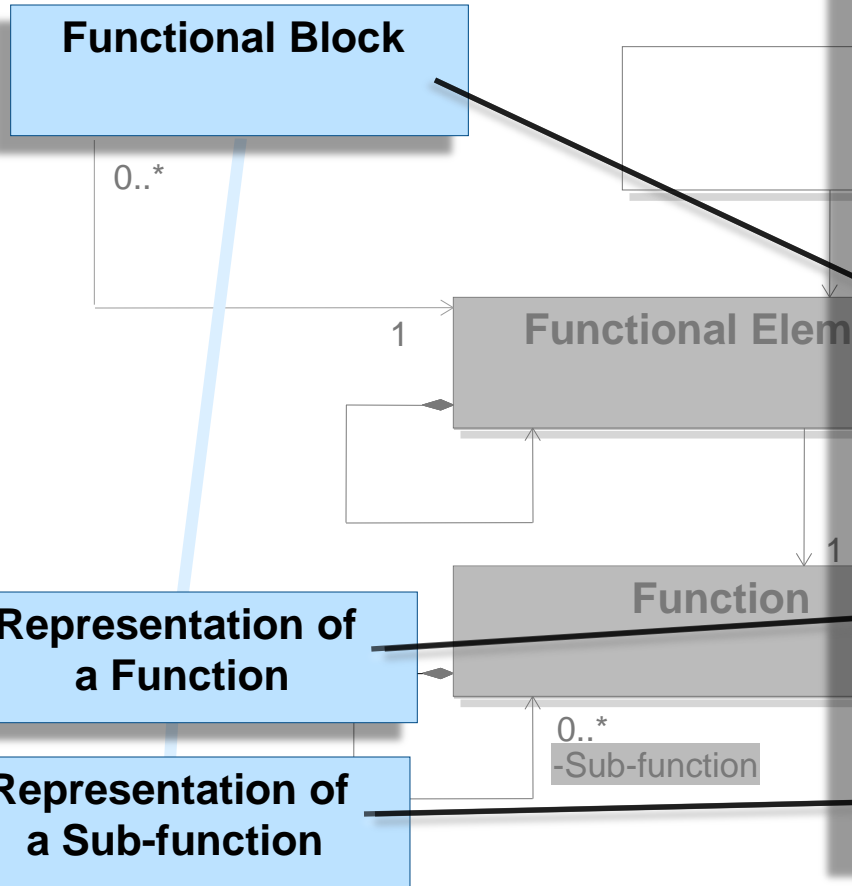 Functional Block
0..*
1
Functional Elem
1
Function
Representation of
a Function
0..*
-Sub-function
Representation of
a Sub-function